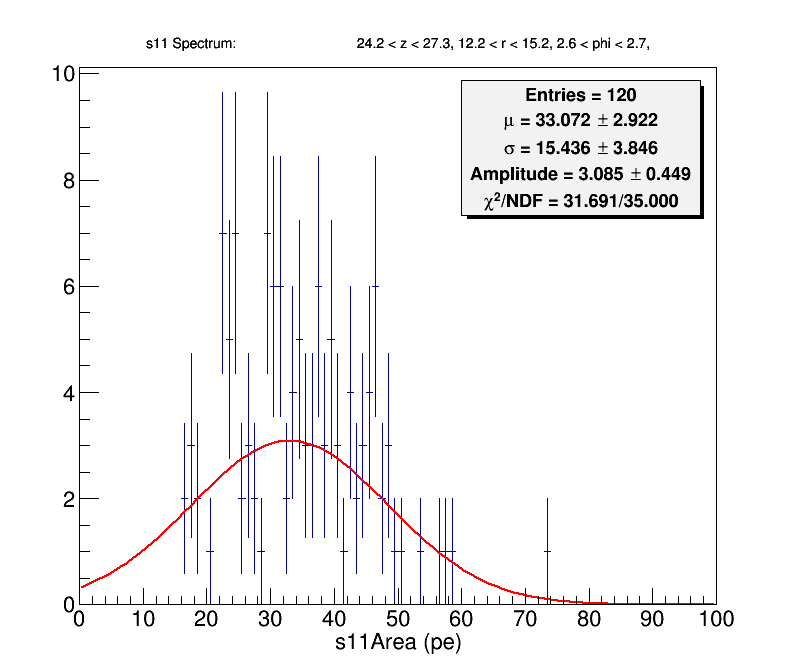 s11 Spectrum: 24.2 < z < 27.3, 12.2 < r < 15.2, 2.6 < phi < 2.7,
Entries = 120
μ = 33.072 ± 2.922
σ = 15.436 ± 3.846
Amplitude = 3.085 ± 0.449
χ²/NDF = 31.691/35.000
10
8
6
4
2
0
0 10 20 30 40 50 60 70 80 90 100
s11Area (pe)